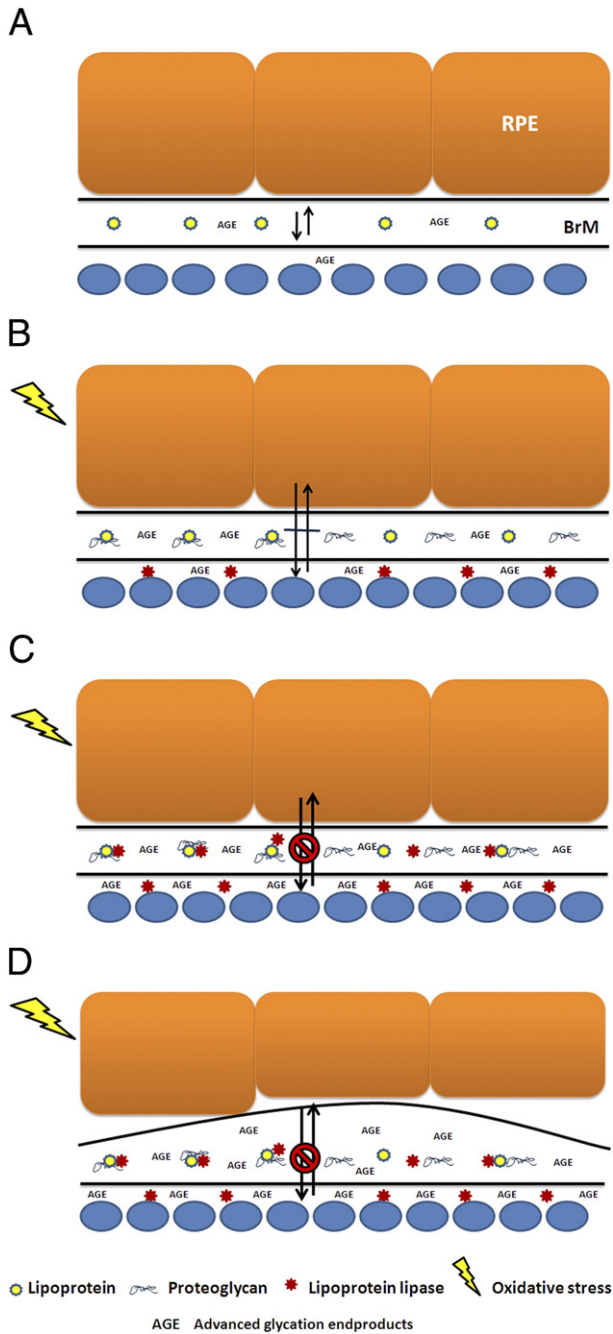 A
RPE
AGE AGE
BrM
AGE
B
AGE AGE AGE
AGE AGE AGE
C
AGE AGE AGE AGE AGE
AGE AGE AGE AGE AGE
D
AGE
AGE AGE
AGE AGE AGE AGE
AGE
AGE AGE AGE AGE AGE AGE AGE
Lipoprotein Proteoglycan Lipoprotein lipase Oxidative stress
AGE Advanced glycation endproducts